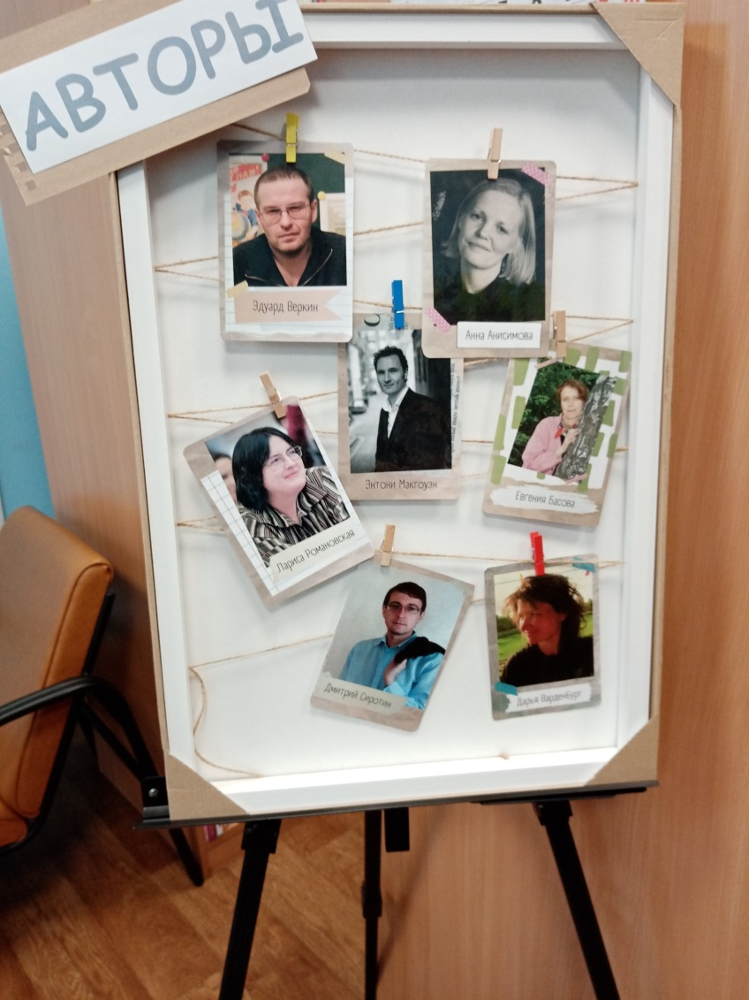 АВТОРЫ
Эдуард Веркин
Анна Анисимова
Энтони Макгоуэн
Евгения Басова
Лариса Романовская
Дмитрий Сиротин
Дарья Варденбург